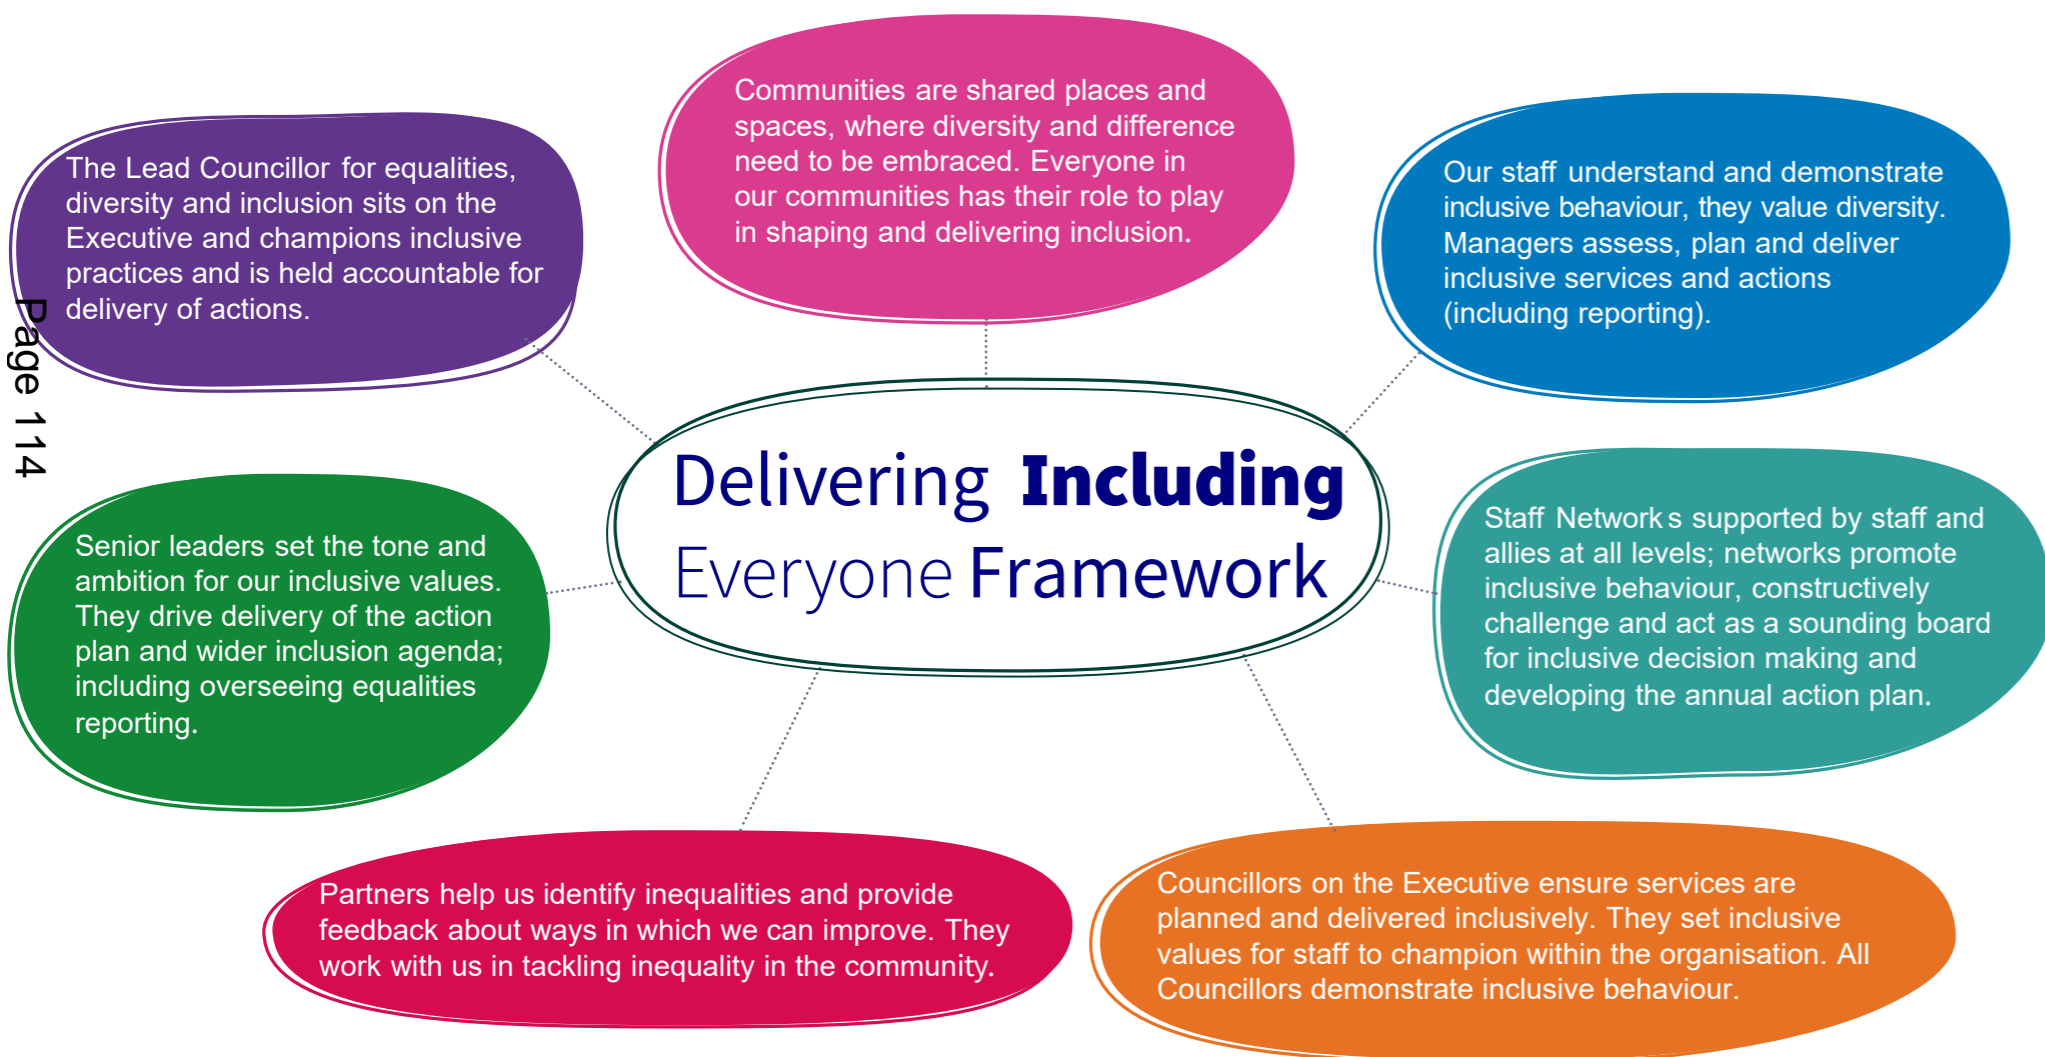 Communities are shared places and
spaces, where diversity and difference
need to be embraced. Everyone in
our communities has their role to play
in shaping and delivering inclusion.
The Lead Councillor for equalities,
diversity and inclusion sits on the
Executive and champions inclusive
practices and is held accountable for
delivery of actions.
Our staff understand and demonstrate
inclusive behaviour, they value diversity.
Managers assess, plan and deliver
inclusive services and actions
(including reporting).
Page 114
Delivering Including
Everyone Framework
Senior leaders set the tone and
ambition for our inclusive values.
They drive delivery of the action
plan and wider inclusion agenda;
including overseeing equalities
reporting.
Staff Networks supported by staff and
allies at all levels; networks promote
inclusive behaviour, constructively
challenge and act as a sounding board
for inclusive decision making and
developing the annual action plan.
Partners help us identify inequalities and provide
feedback about ways in which we can improve. They
work with us in tackling inequality in the community.
Councillors on the Executive ensure services are
planned and delivered inclusively. They set inclusive
values for staff to champion within the organisation. All
Councillors demonstrate inclusive behaviour.